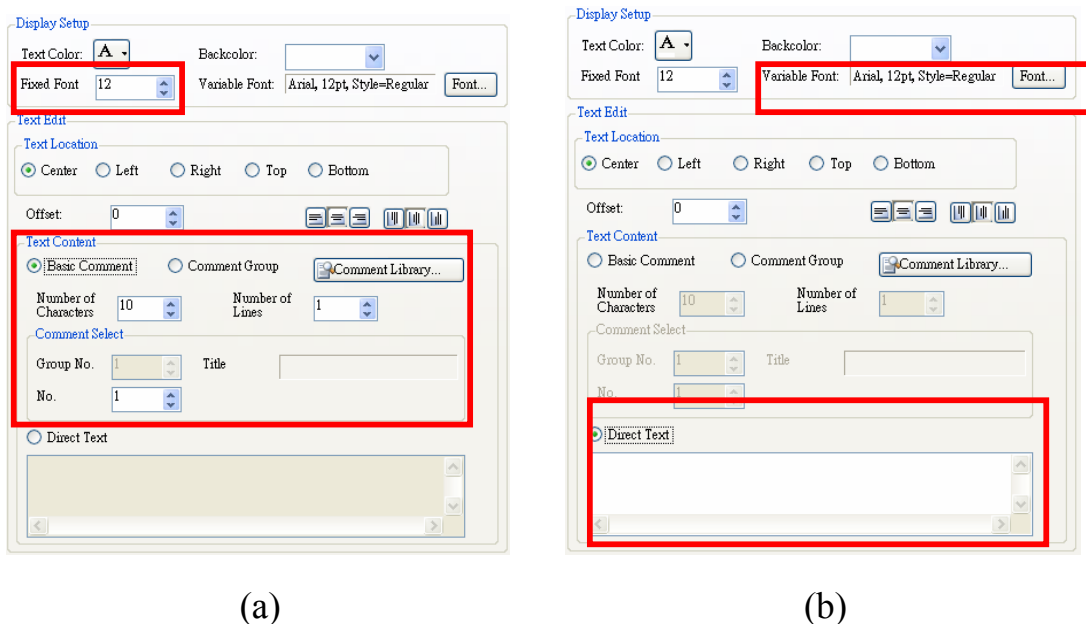 Display Setup
Text Color: A
Backcolor:
Fixed Font 12
Variable Font: Arial, 12pt, Style=Regular Font...
Text Edit
Text Location
Center Left Right Top Bottom
Offset: 0
Text Content
Basic Comment Comment Group Comment Library...
Number of Characters 10
Number of Lines 1
Comment Select
Group No. 1 Title
No. 1
Direct Text
(a)
Display Setup
Text Color: A
Backcolor:
Fixed Font 12
Variable Font: Arial, 12pt, Style=Regular Font...
Text Edit
Text Location
Center Left Right Top Bottom
Offset: 0
Text Content
Basic Comment Comment Group Comment Library...
Number of Characters 10
Number of Lines 1
Comment Select
Group No. 1 Title
No. 1
Direct Text
(b)